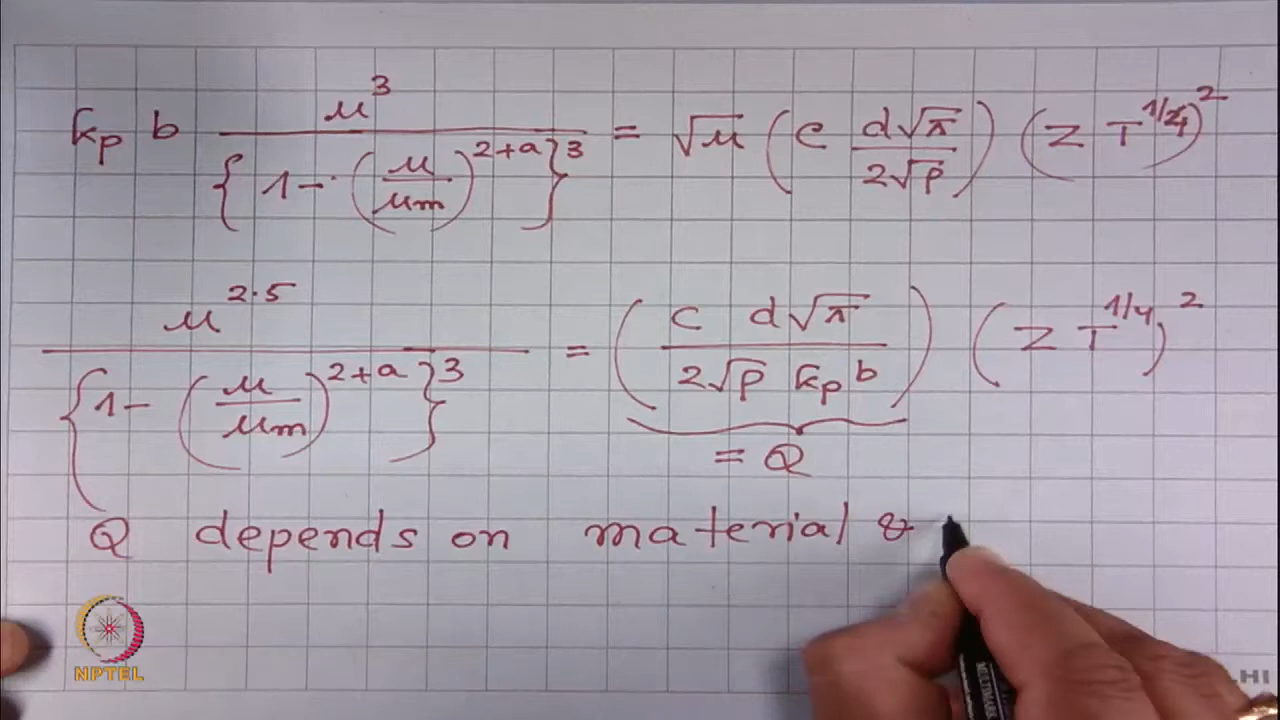 kp b μ^3 / {1 - (μ/μm)^(2+a)}^3 = √μ (c d√π / 2√p) (Z T^(1/4))^2
μ^2.5 / {1 - (μ/μm)^(2+a)}^3 = (c d√π / 2√p kp b) (Z T^(1/4))^2
= Q
Q depends on material &
NPTEL
MULTIMARK